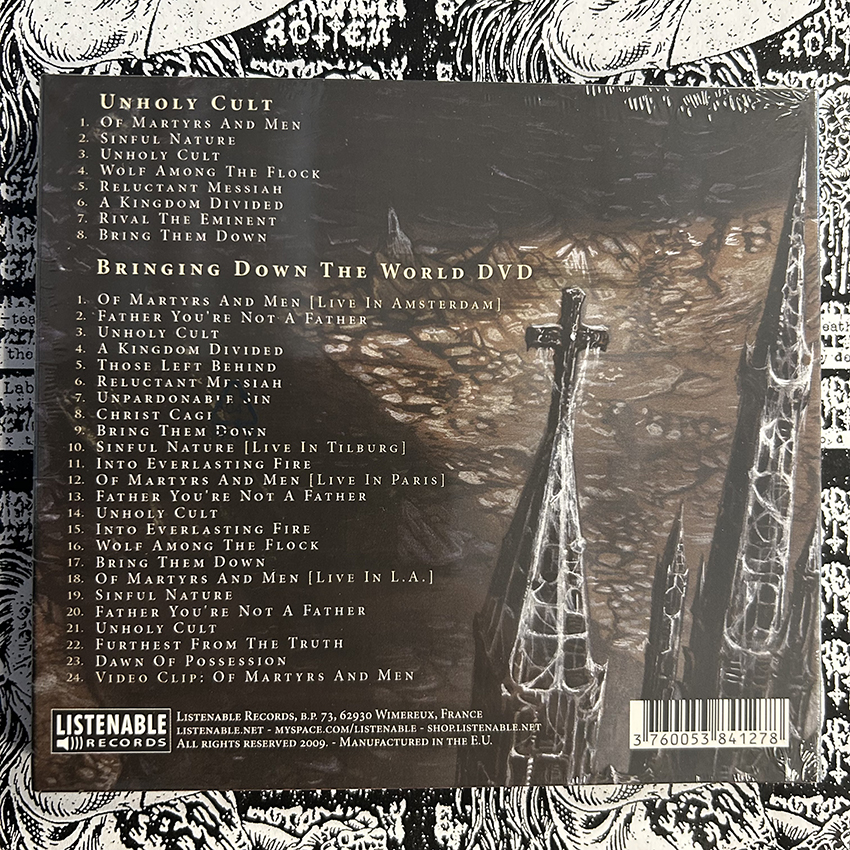 ROTTEN
UNHOLY CULT
1. OF MARTYRS AND MEN
2. SINFUL NATURE
3. UNHOLY CULT
4. WOLF AMONG THE FLOCK
5. RELUCTANT MESSIAH
6. A KINGDOM DIVIDED
7. RIVAL THE EMINENT
8. BRING THEM DOWN
BRINGING DOWN THE WORLD DVD
1. OF MARTYRS AND MEN [LIVE IN AMSTERDAM]
2. FATHER YOU'RE NOT A FATHER
3. UNHOLY CULT
4. A KINGDOM DIVIDED
5. THOSE LEFT BEHIND
6. RELUCTANT MESSIAH
7. UNPARDONABLE SIN
8. CHRIST CAGE
9. BRING THEM DOWN
10. SINFUL NATURE [LIVE IN TILBURG]
11. INTO EVERLASTING FIRE
12. OF MARTYRS AND MEN [LIVE IN PARIS]
13. FATHER YOU'RE NOT A FATHER
14. UNHOLY CULT
15. INTO EVERLASTING FIRE
16. WOLF AMONG THE FLOCK
17. BRING THEM DOWN
18. OF MARTYRS AND MEN [LIVE IN L.A.]
19. SINFUL NATURE
20. FATHER YOU'RE NOT A FATHER
21. UNHOLY CULT
22. FURTHEST FROM THE TRUTH
23. DAWN OF POSSESSION
24. VIDEO CLIP: OF MARTYRS AND MEN
LISTENABLE RECORDS
LISTENABLE RECORDS, B.P. 73, 62930 WIMEREUX, FRANCE
LISTENABLE.NET - MYSPACE.COM/LISTENABLE - SHOP.LISTENABLE.NET
ALL RIGHTS RESERVED 2009. - MANUFACTURED IN THE E.U.
3 760053 841278